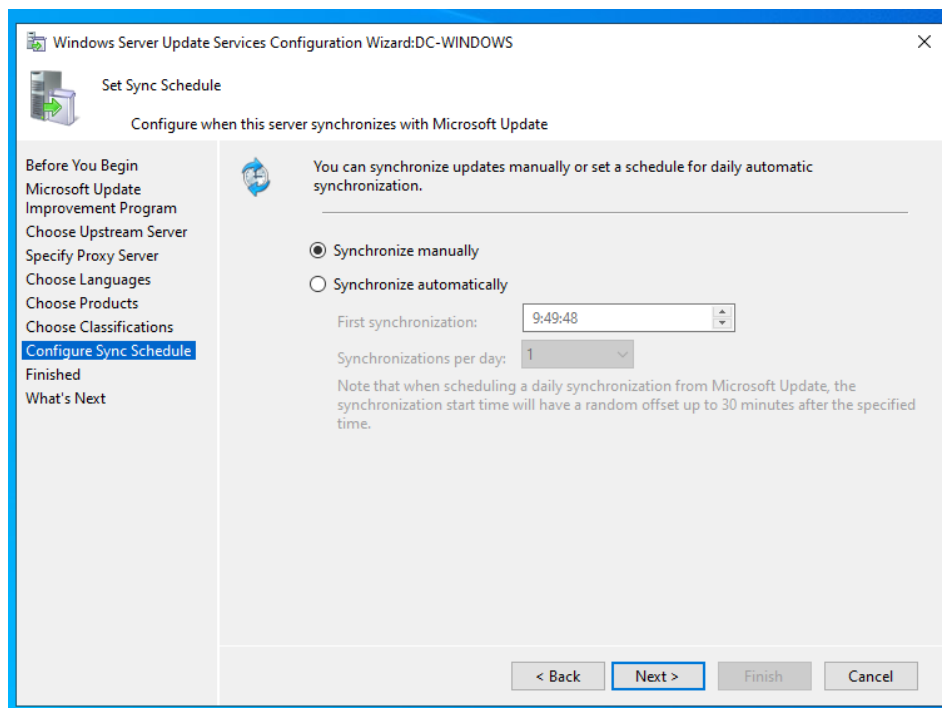 Windows Server Update Services Configuration Wizard:DC-WINDOWS
Set Sync Schedule
Configure when this server synchronizes with Microsoft Update
Before You Begin
Microsoft Update
Improvement Program
Choose Upstream Server
Specify Proxy Server
Choose Languages
Choose Products
Choose Classifications
Configure Sync Schedule
Finished
What's Next
You can synchronize updates manually or set a schedule for daily automatic
synchronization.
Synchronize manually
Synchronize automatically
First synchronization: 9:49:48
Synchronizations per day: 1
Note that when scheduling a daily synchronization from Microsoft Update, the
synchronization start time will have a random offset up to 30 minutes after the specified
time.
< Back Next > Finish Cancel